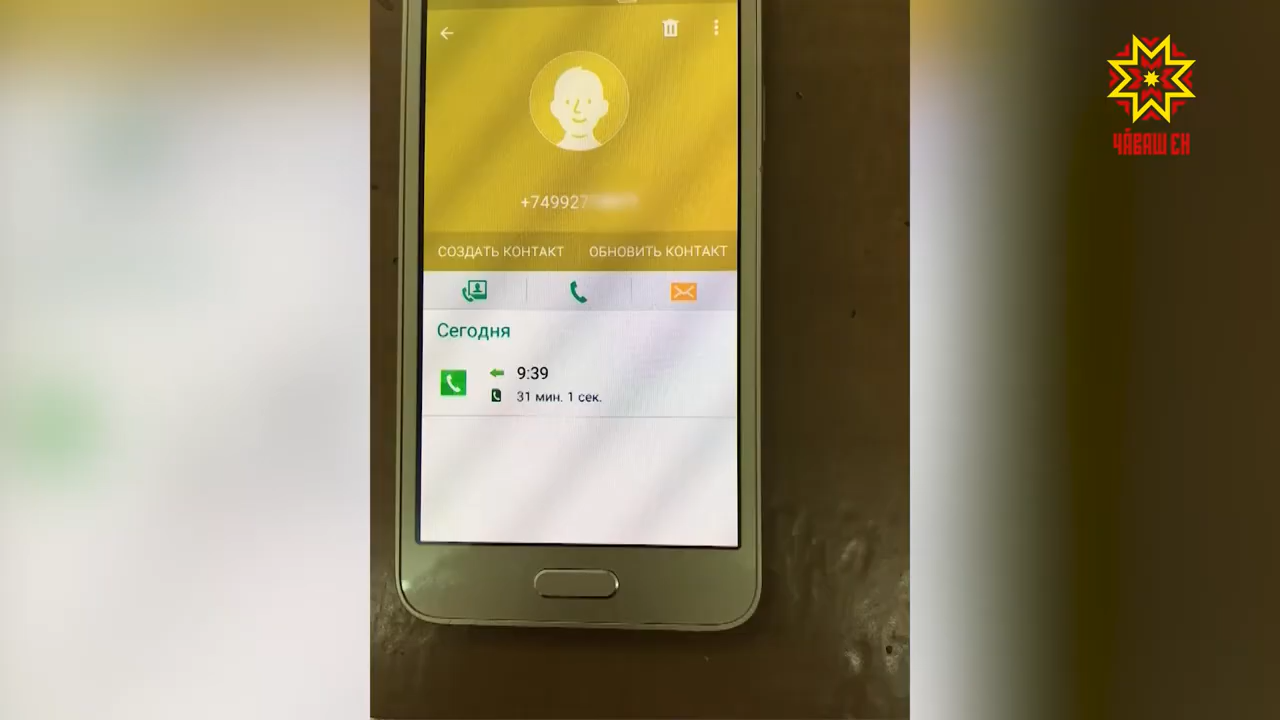 +749927
СОЗДАТЬ КОНТАКТ
ОБНОВИТЬ КОНТАКТ
Сегодня
9:39
31 мин. 1 сек.
ЧӐВАШ ЕН